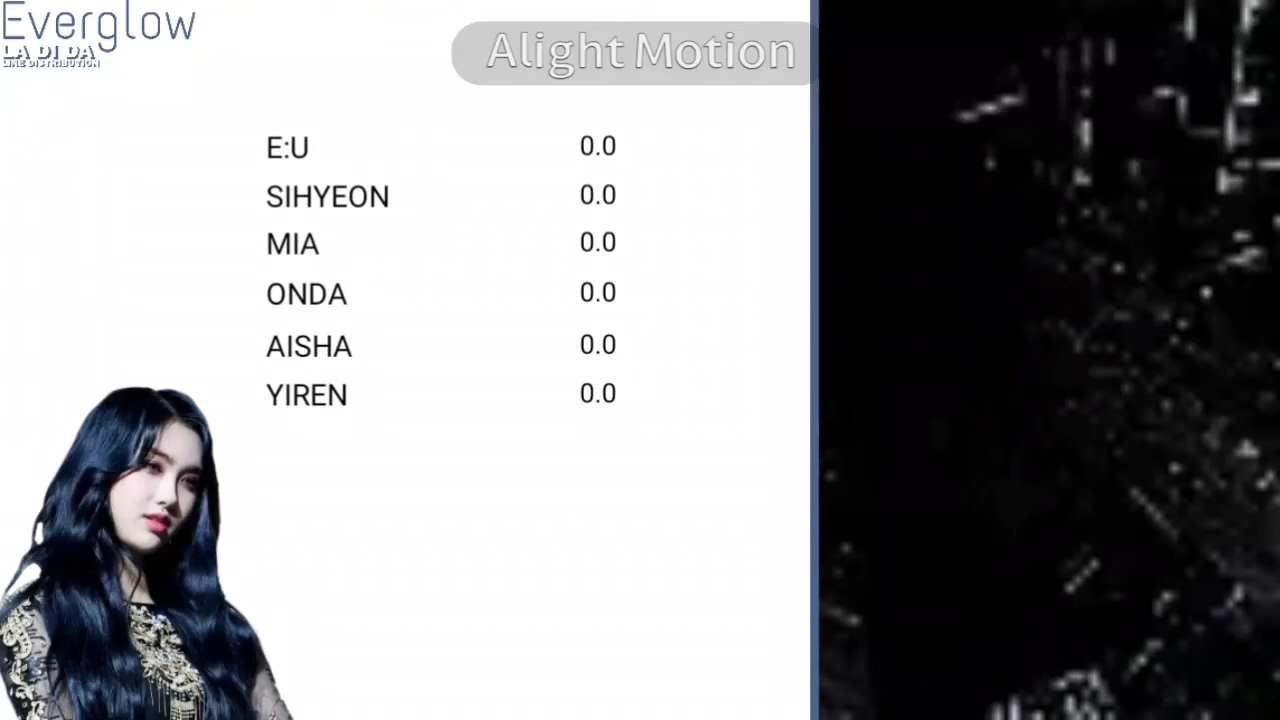 Everglow
LA DI DA
LINE DISTRIBUTION
Alight Motion
E:U 0.0
SIHYEON 0.0
MIA 0.0
ONDA 0.0
AISHA 0.0
YIREN 0.0